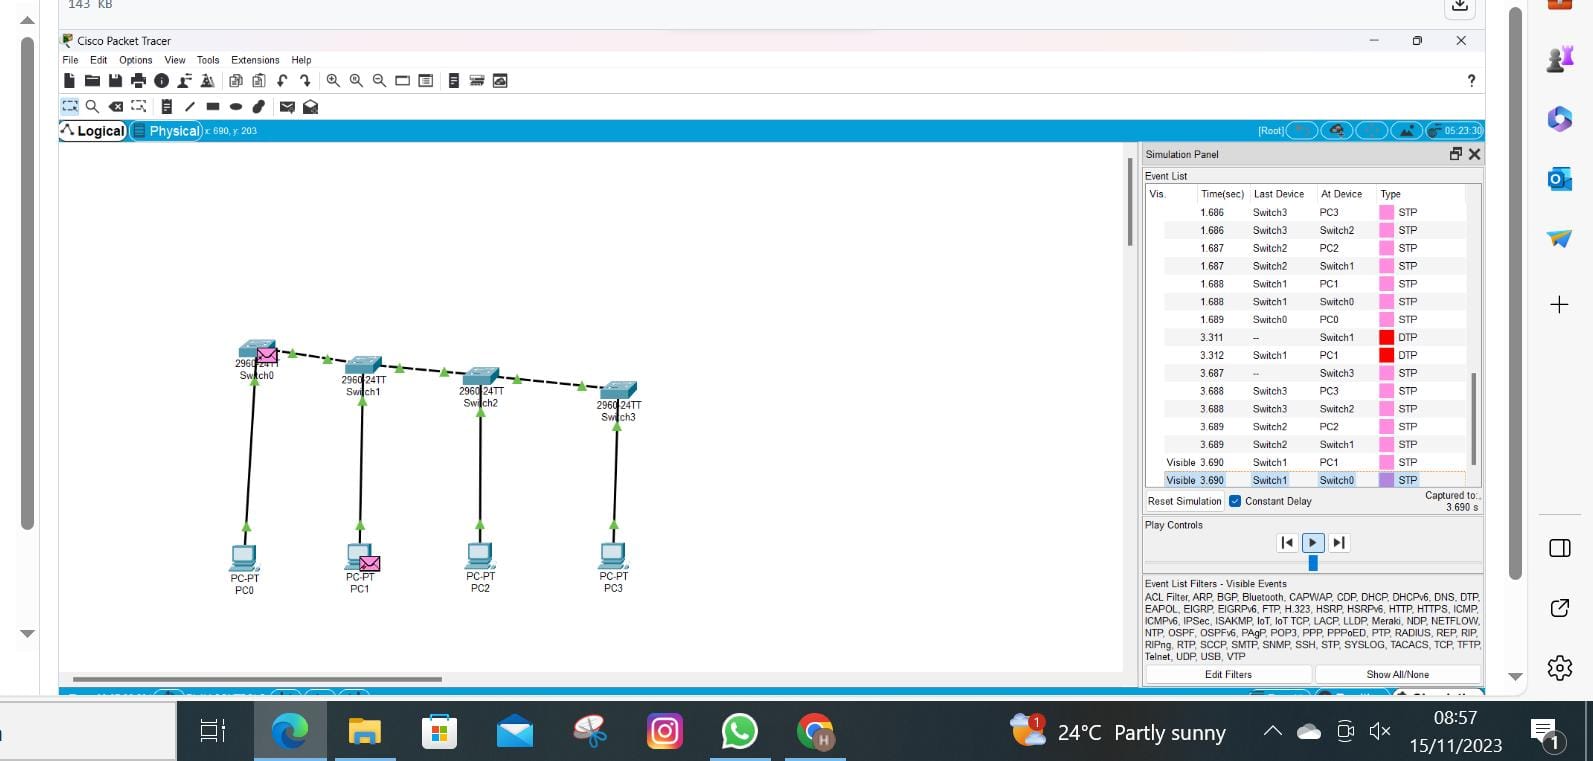 143 KB
Cisco Packet Tracer
File Edit Options View Tools Extensions Help
?
Logical Physical x: 690, y: 203 [Root] 05:23:30
Simulation Panel
Event List
Vis. Time(sec) Last Device At Device Type
1.686 Switch3 PC3 STP
1.686 Switch3 Switch2 STP
1.687 Switch2 PC2 STP
1.687 Switch2 Switch1 STP
1.688 Switch1 PC1 STP
1.688 Switch1 Switch0 STP
1.689 Switch0 PC0 STP
3.311 -- Switch1 DTP
3.312 Switch1 PC1 DTP
3.687 -- Switch3 STP
3.688 Switch3 PC3 STP
3.688 Switch3 Switch2 STP
3.689 Switch2 PC2 STP
3.689 Switch2 Switch1 STP
Visible 3.690 Switch1 PC1 STP
Visible 3.690 Switch1 Switch0 STP
Reset Simulation Constant Delay Captured to:
3.690 s
Play Controls
Event List Filters - Visible Events
ACL Filter, ARP, BGP, Bluetooth, CAPWAP, CDP, DHCP, DHCPv6, DNS, DTP,
EAPOL, EIGRP, EIGRPv6, FTP, H.323, HSRP, HSRPv6, HTTP, HTTPS, ICMP,
ICMPv6, IPSec, ISAKMP, IoT, IoT TCP, LACP, LLDP, Meraki, NDP, NETFLOW,
NTP, OSPF, OSPFv6, PAgP, POP3, PPP, PPPoED, PTP, RADIUS, REP, RIP,
RIPng, RTP, SCCP, SMTP, SNMP, SSH, STP, SYSLOG, TACACS, TCP, TFTP,
Telnet, UDP, USB, VTP
Edit Filters Show All/None
2960-24TT
Switch0
2960-24TT
Switch1
2960-24TT
Switch2
2960-24TT
Switch3
PC-PT
PC0
PC-PT
PC1
PC-PT
PC2
PC-PT
PC3
H
1
24°C Partly sunny
08:57
15/11/2023
1